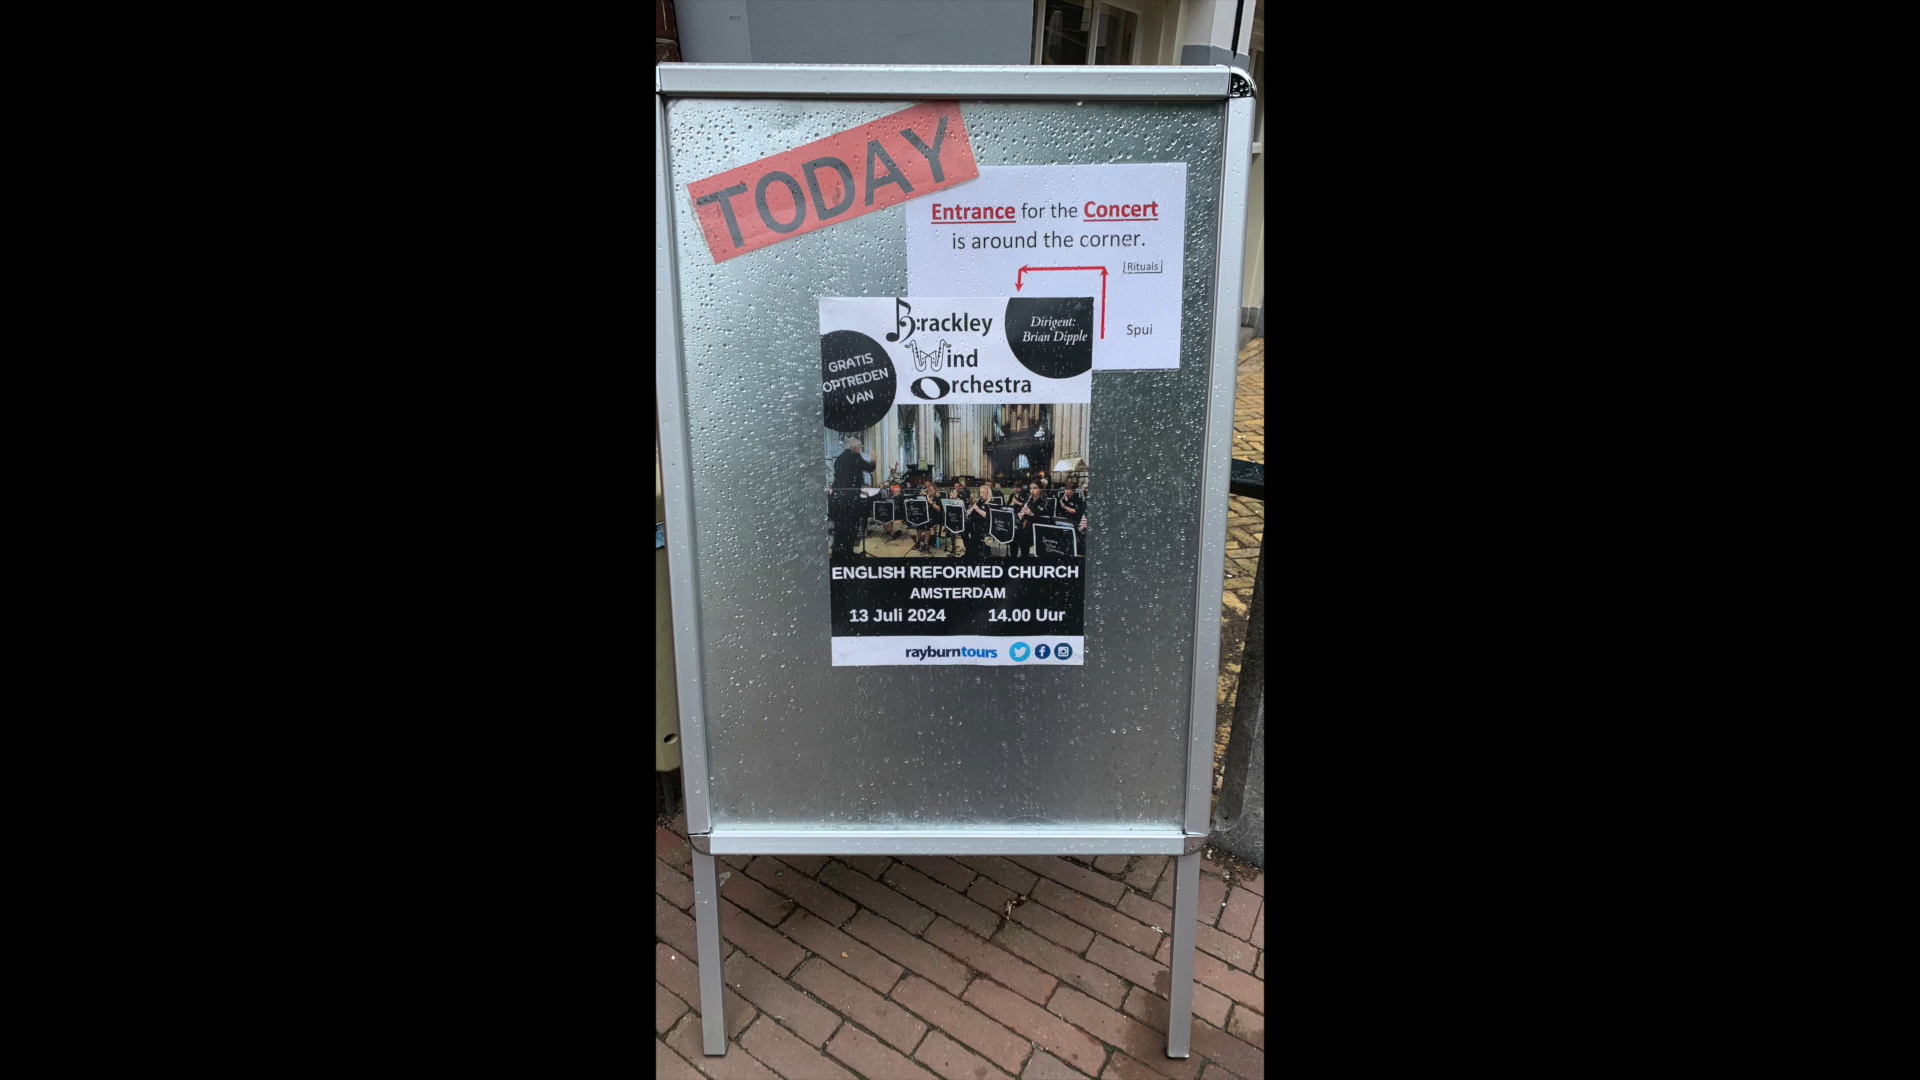 TODAY
Entrance for the Concert
is around the corner.
Rituals
Spui
Brackley
Wind
Orchestra
Dirigent:
Brian Dipple
GRATIS
OPTREDEN
VAN
ENGLISH REFORMED CHURCH
AMSTERDAM
13 Juli 2024 14.00 Uur
rayburntours